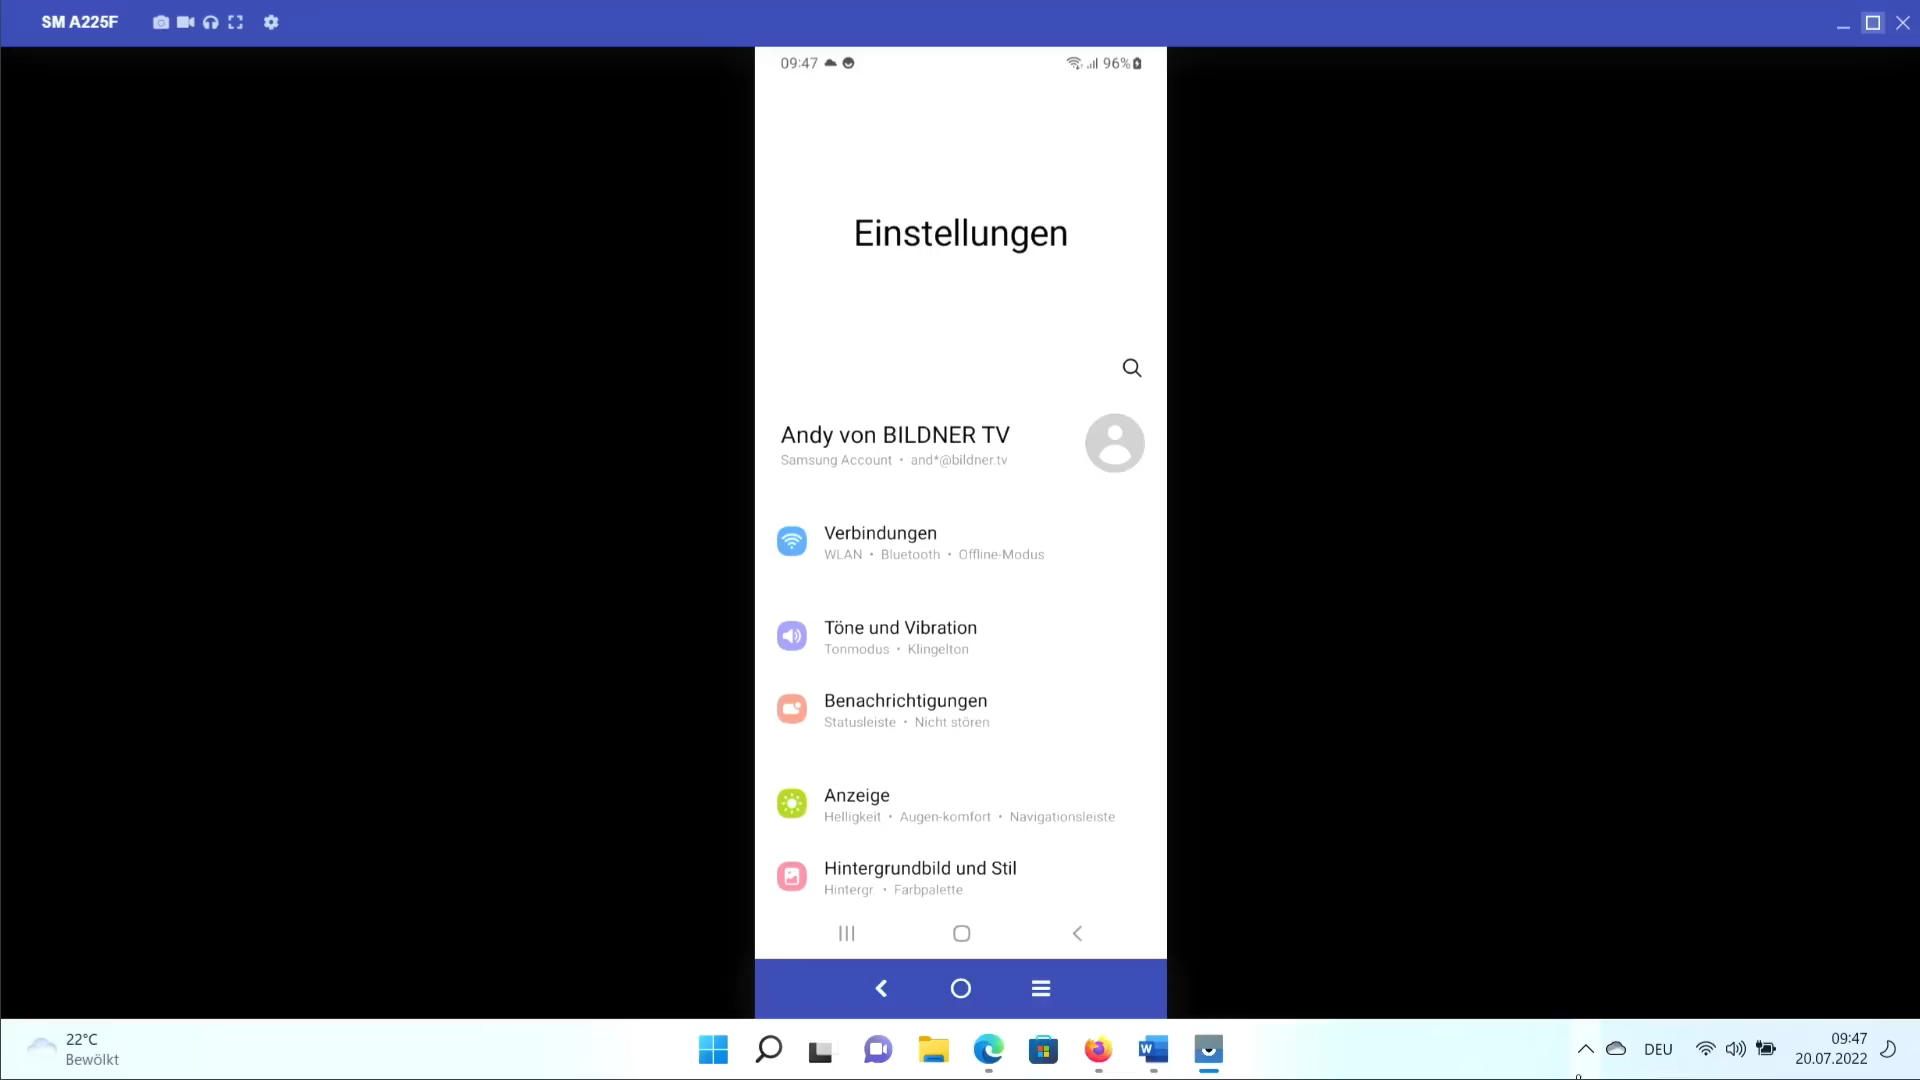 SM A225F
09:47
96%
Einstellungen
Andy von BILDNER TV
Samsung Account • and*@bildner.tv
Verbindungen
WLAN • Bluetooth • Offline-Modus
Töne und Vibration
Tonmodus • Klingelton
Benachrichtigungen
Statusleiste • Nicht stören
Anzeige
Helligkeit • Augen-komfort • Navigationsleiste
Hintergrundbild und Stil
Hintergr. • Farbpalette
22°C
Bewölkt
W
DEU
09:47
20.07.2022